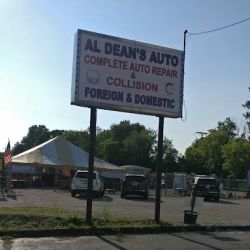 AL DEAN'S AUTO
COMPLETE AUTO REPAIR
&
COLLISION
FOREIGN & DOMESTIC